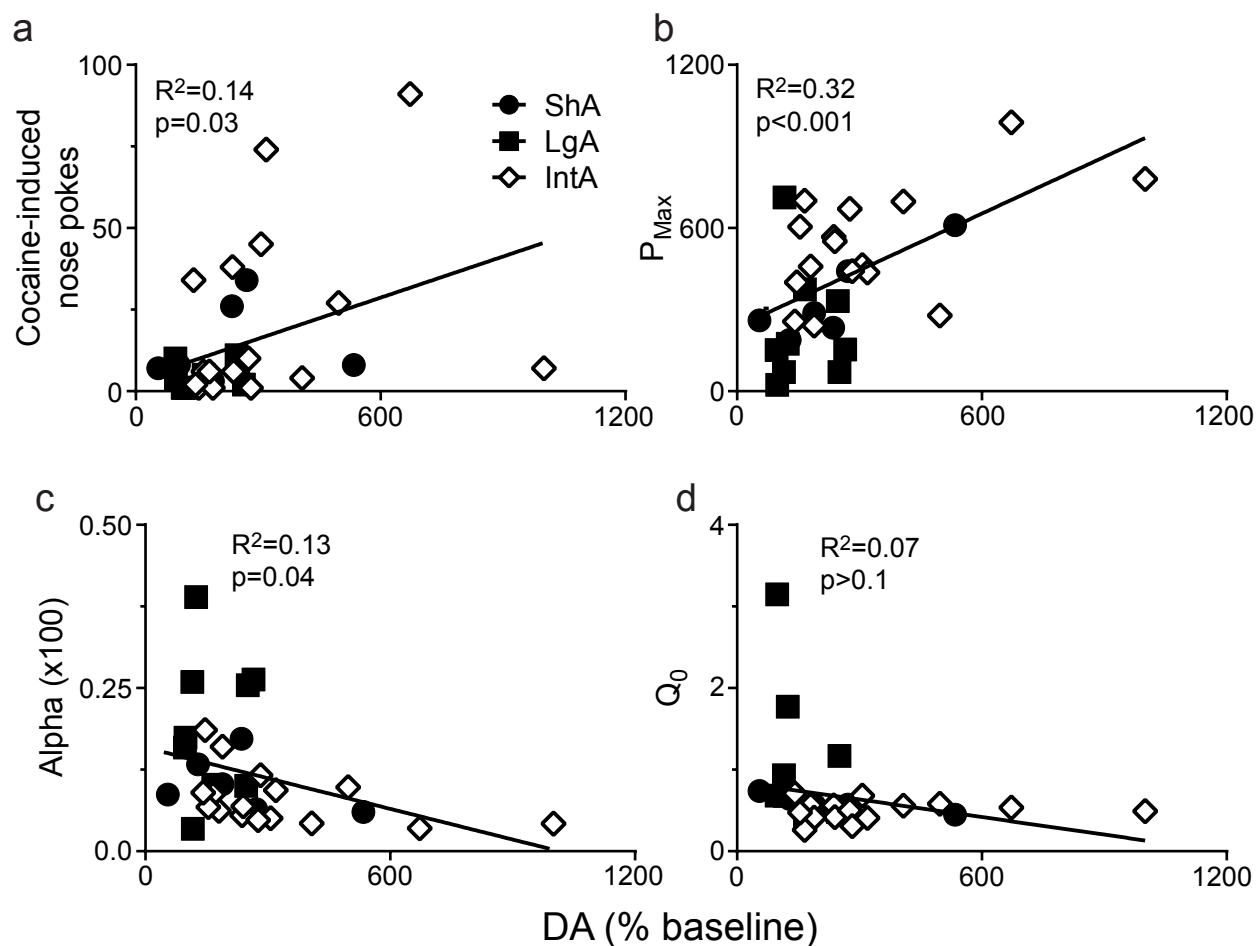 a
100
50
0
0
600
1200
Cocaine-induced
nose pokes
R²=0.14
p=0.03
ShA
LgA
IntA
b
1200
600
0
0
600
1200
PMax
R²=0.32
p<0.001
c
0.50
0.25
0.0
0
600
1200
Alpha (x100)
R²=0.13
p=0.04
d
4
2
0
0
600
1200
Q₀
R²=0.07
p>0.1
DA (% baseline)